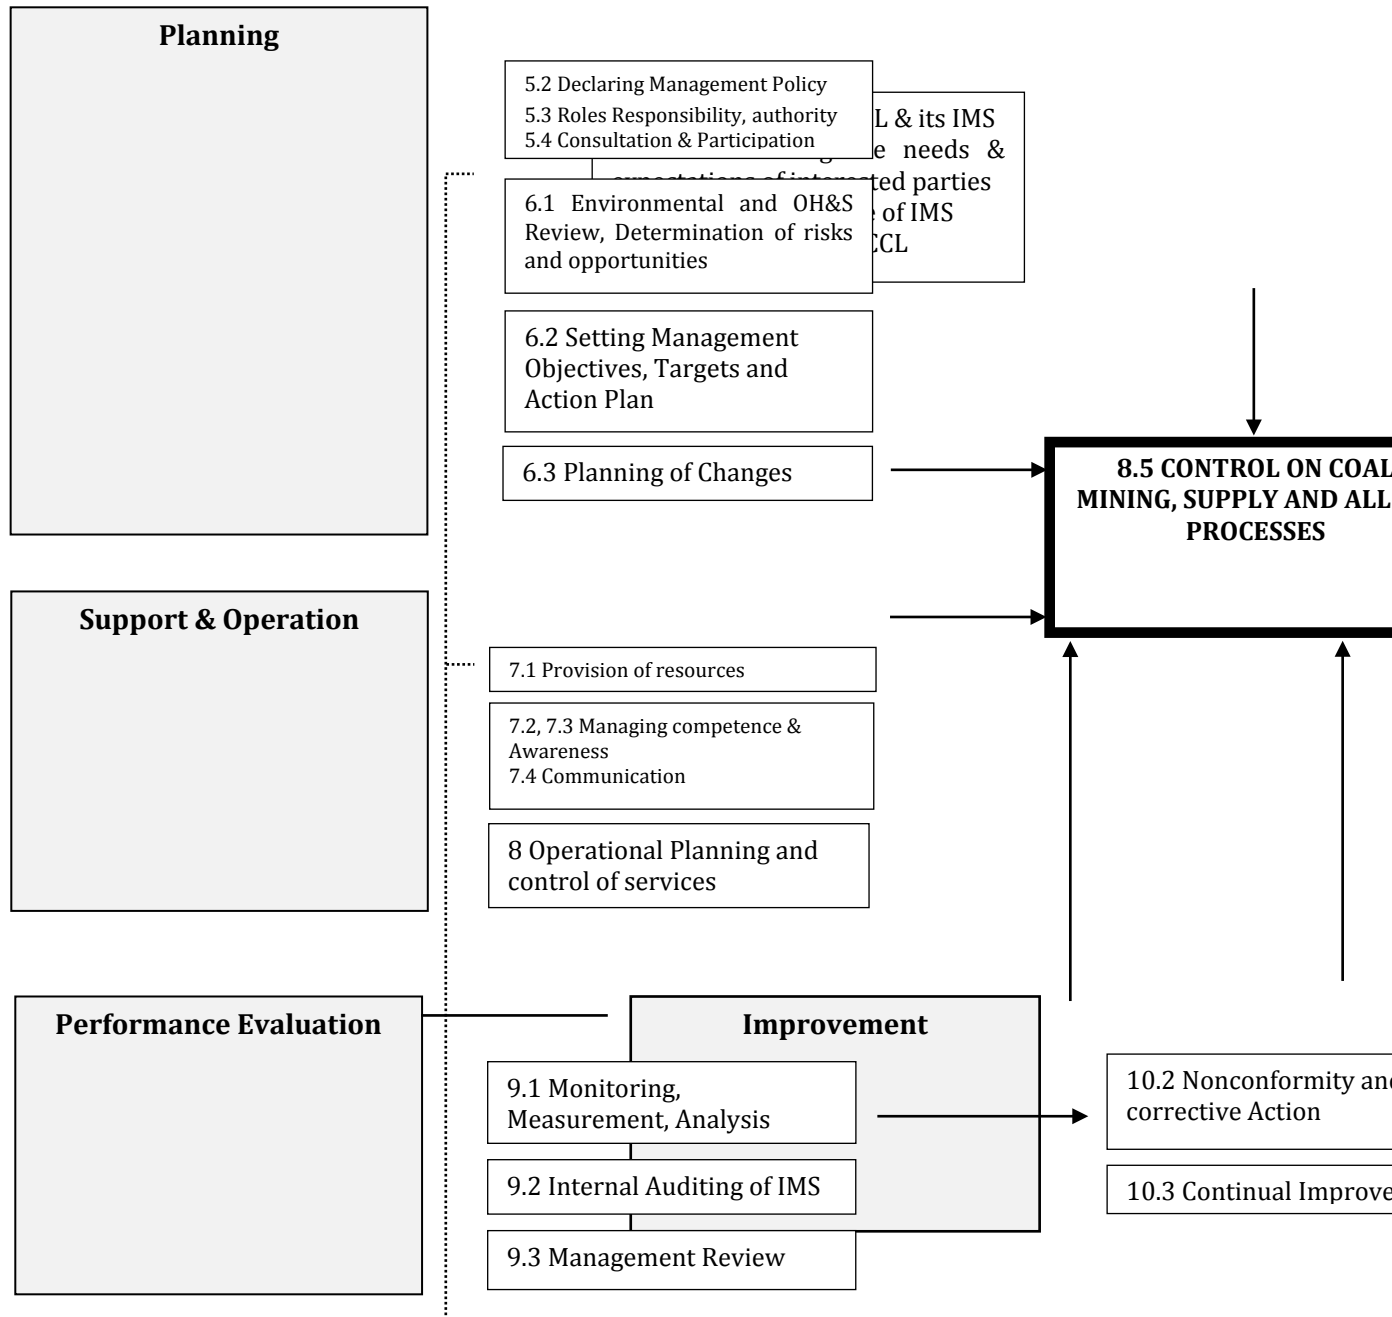 Planning
5.2 Declaring Management Policy
5.3 Roles Responsibility, authority
5.4 Consultation & Participation
L & its IMS
needs &
interested parties
of IMS
CCL
6.1 Environmental and OH&S
Review, Determination of risks
and opportunities
6.2 Setting Management
Objectives, Targets and
Action Plan
6.3 Planning of Changes
8.5 CONTROL ON COAL
MINING, SUPPLY AND ALL
PROCESSES
Support & Operation
7.1 Provision of resources
7.2, 7.3 Managing competence &
Awareness
7.4 Communication
8 Operational Planning and
control of services
Performance Evaluation
Improvement
9.1 Monitoring,
Measurement, Analysis
9.2 Internal Auditing of IMS
9.3 Management Review
10.2 Nonconformity and
corrective Action
10.3 Continual Improve